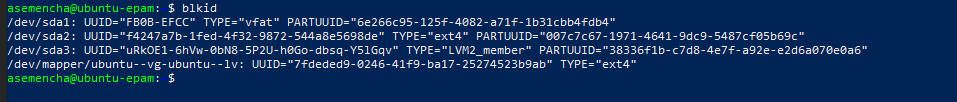 asemencha@ubuntu-epam:~$ blkid
/dev/sda1: UUID="FB0B-EFCC" TYPE="vfat" PARTUUID="6e266c95-125f-4082-a71f-1b31cbb4fdb4"
/dev/sda2: UUID="f4247a7b-1fed-4f32-9872-544a8e5698de" TYPE="ext4" PARTUUID="007c7c67-1971-4641-9dc9-5487cf05b69c"
/dev/sda3: UUID="uRkOE1-6hVw-0bN8-5P2U-h0Go-dbsq-Y5lGqv" TYPE="LVM2_member" PARTUUID="38336f1b-c7d8-4e7f-a92e-e2d6a070e0a6"
/dev/mapper/ubuntu--vg-ubuntu--lv: UUID="7fdeded9-0246-41f9-ba17-25274523b9ab" TYPE="ext4"
asemencha@ubuntu-epam:~$